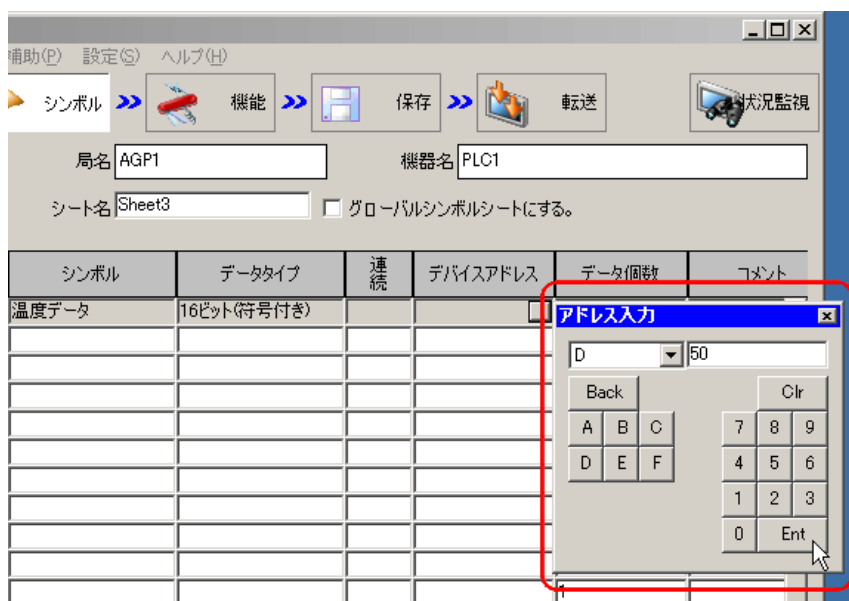 補助(P) 設定(S) ヘルプ(H)
シンボル 機能 保存 転送 状況監視
局名 AGP1 機器名 PLC1
シート名 Sheet3 グローバルシンボルシートにする。
シンボル データタイプ 連続 デバイスアドレス データ個数 コメント
温度データ 16ビット(符号付き)
アドレス入力
D 50
Back Clr
A B C 7 8 9
D E F 4 5 6
1 2 3
0 Ent
1